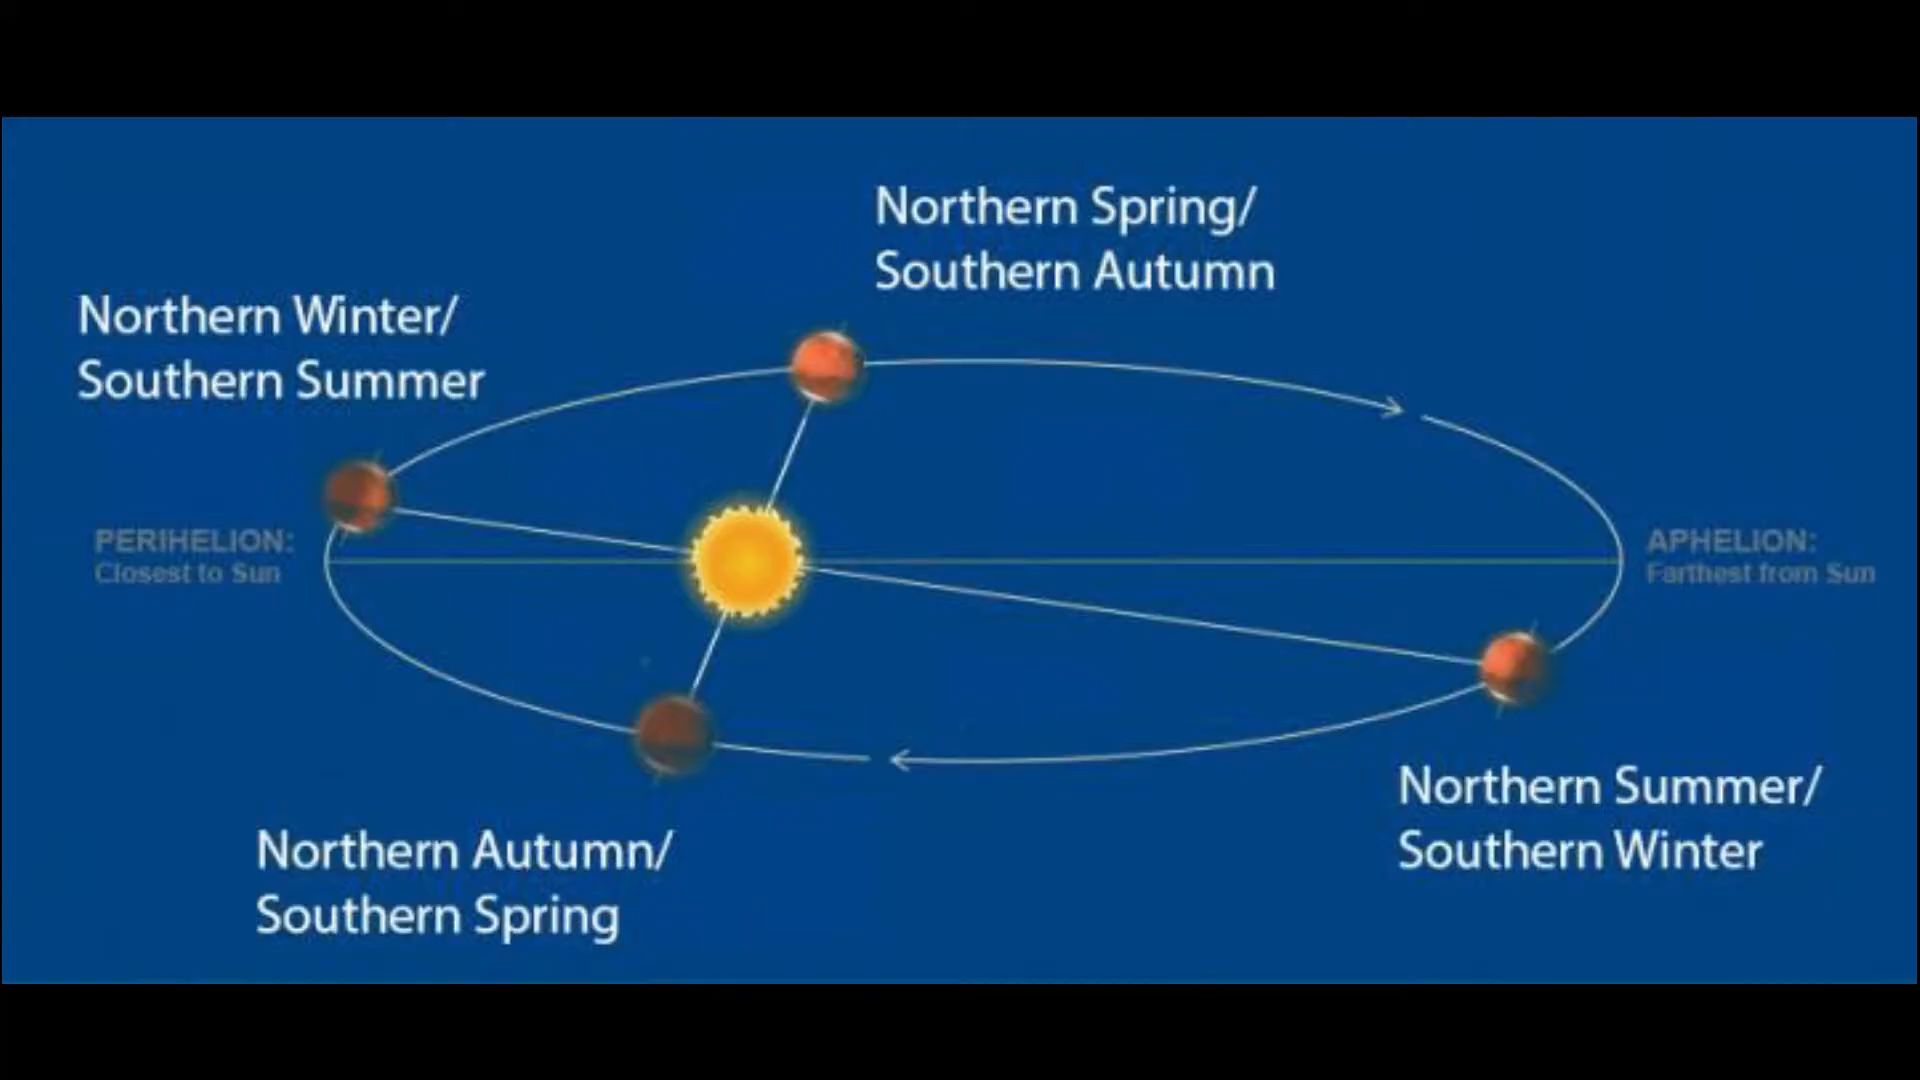 Northern Spring/
Southern Autumn
Northern Winter/
Southern Summer
PERIHELION:
Closest to Sun
APHELION:
Farthest from Sun
Northern Summer/
Southern Winter
Northern Autumn/
Southern Spring